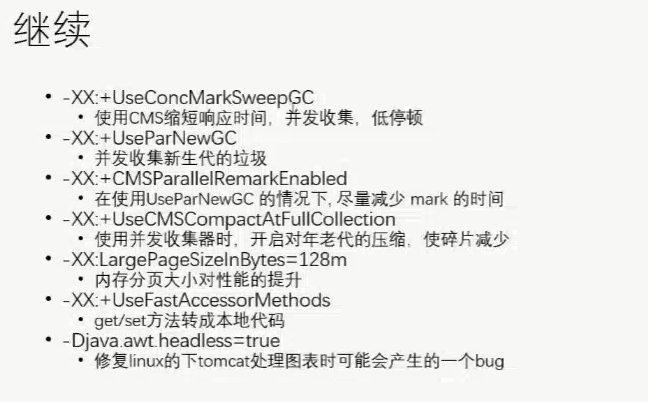 继续
• -XX:+UseConcMarkSweepGC
• 使用CMS缩短响应时间，并发收集，低停顿
• -XX:+UseParNewGC
• 并发收集新生代的垃圾
• -XX:+CMSParallelRemarkEnabled
• 在使用UseParNewGC 的情况下, 尽量减少 mark 的时间
• -XX:+UseCMSCompactAtFullCollection
• 使用并发收集器时，开启对年老代的压缩，使碎片减少
• -XX:LargePageSizeInBytes=128m
• 内存分页大小对性能的提升
• -XX:+UseFastAccessorMethods
• get/set方法转成本地代码
• -Djava.awt.headless=true
• 修复linux的下tomcat处理图表时可能会产生的一个bug